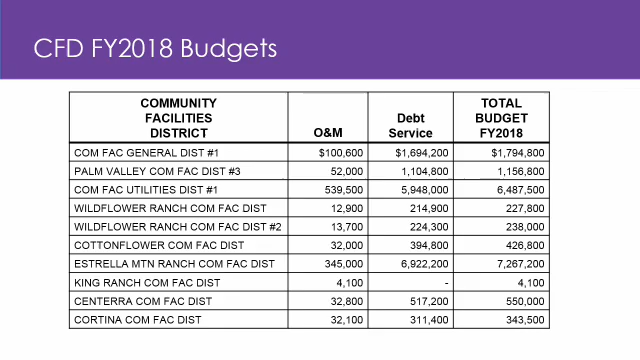 CFD FY2018 Budgets
COMMUNITY FACILITIES DISTRICT O&M Debt Service TOTAL BUDGET FY2018
COM FAC GENERAL DIST #1 $100,600 $1,694,200 $1,794,800
PALM VALLEY COM FAC DIST #3 52,000 1,104,800 1,156,800
COM FAC UTILITIES DIST #1 539,500 5,948,000 6,487,500
WILDFLOWER RANCH COM FAC DIST 12,900 214,900 227,800
WILDFLOWER RANCH COM FAC DIST #2 13,700 224,300 238,000
COTTONFLOWER COM FAC DIST 32,000 394,800 426,800
ESTRELLA MTN RANCH COM FAC DIST 345,000 6,922,200 7,267,200
KING RANCH COM FAC DIST 4,100 - 4,100
CENTERRA COM FAC DIST 32,800 517,200 550,000
CORTINA COM FAC DIST 32,100 311,400 343,500